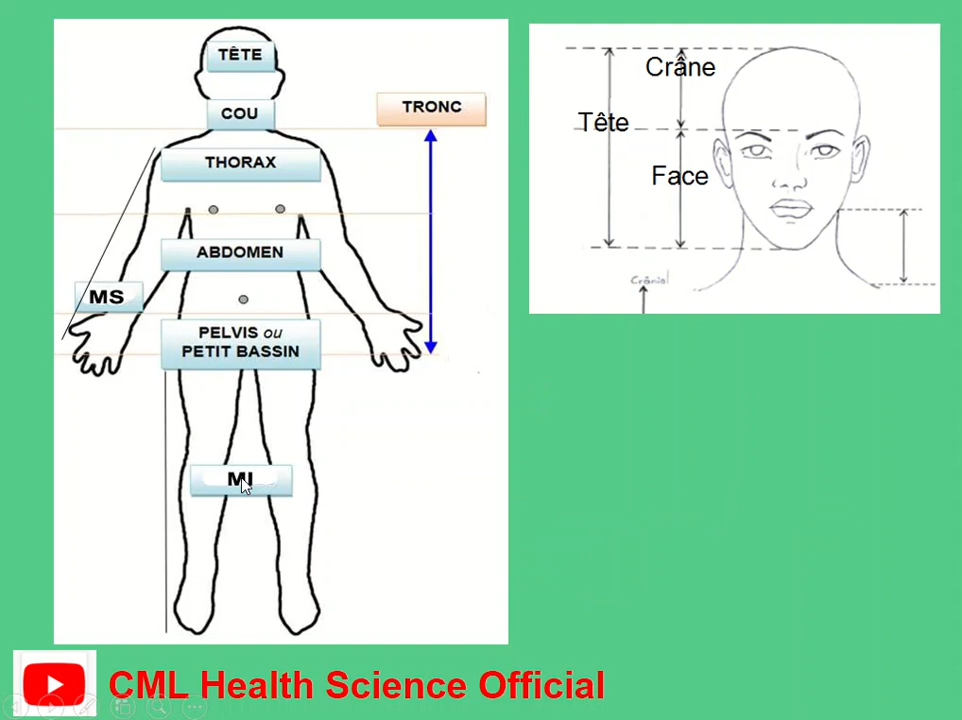 TÊTE
COU
TRONC
THORAX
ABDOMEN
MS
PELVIS ou
PETIT BASSIN
MI
Crâne
Tête
Face
Crânial
CML Health Science Official